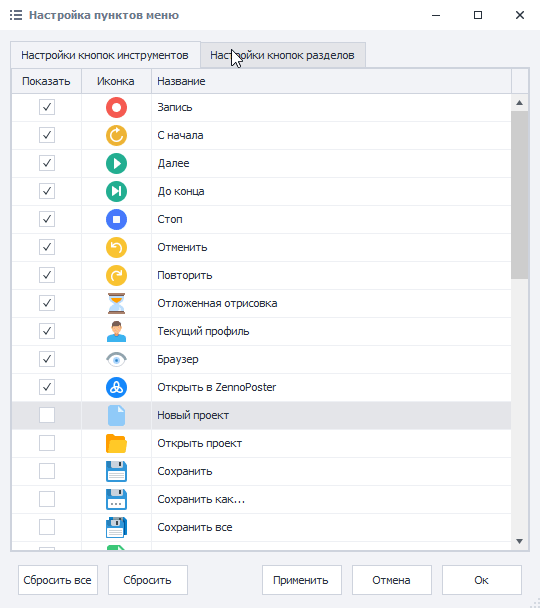 Настройка пунктов меню
Настройки кнопок инструментов Настройки кнопок разделов
Показать Иконка Название
Запись
С начала
Далее
До конца
Стоп
Отменить
Повторить
Отложенная отрисовка
Текущий профиль
Браузер
Открыть в ZennoPoster
Новый проект
Открыть проект
Сохранить
Сохранить как...
Сохранить все
Сбросить все Сбросить Применить Отмена Ок